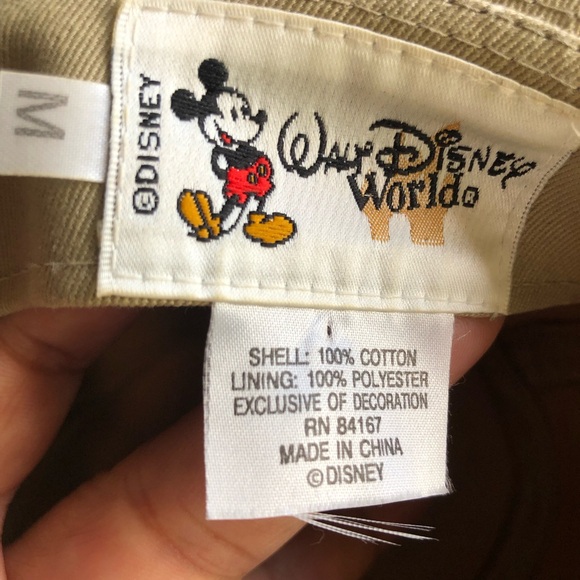 M
©DISNEY
WALT DISNEY
World®
SHELL: 100% COTTON
LINING: 100% POLYESTER
EXCLUSIVE OF DECORATION
RN 84167
MADE IN CHINA
©DISNEY